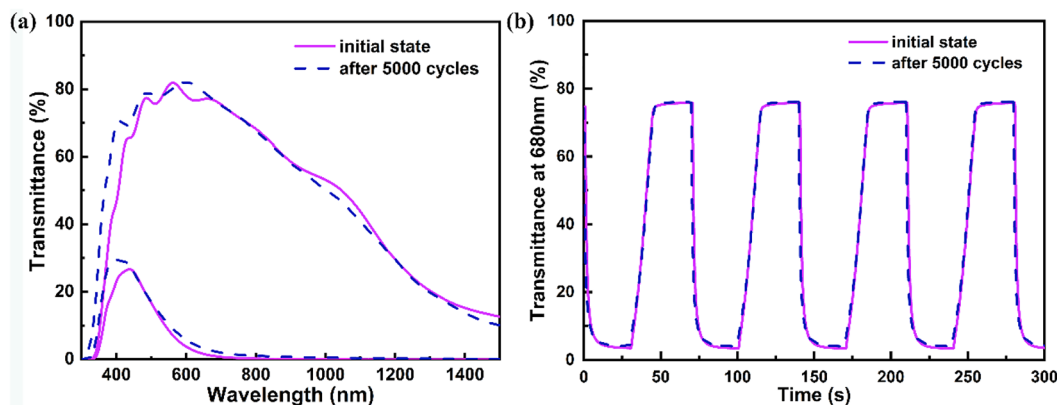 (a)
100
80
60
40
20
0
Transmittance (%)
initial state
after 5000 cycles
400 600 800 1000 1200 1400
Wavelength (nm)
(b)
100
80
60
40
20
0
Transmittance at 680nm (%)
initial state
after 5000 cycles
0 50 100 150 200 250 300
Time (s)